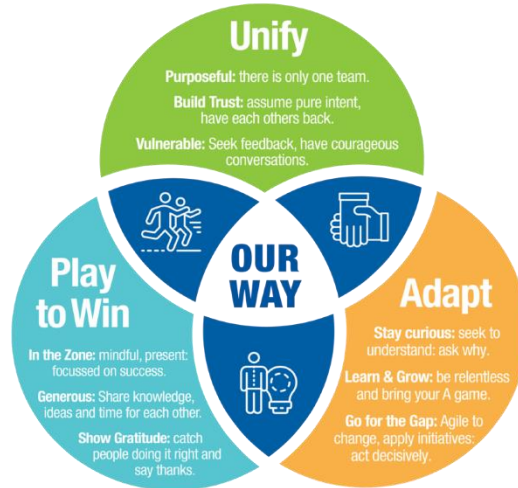 Unify
Purposeful: there is only one team.
Build Trust: assume pure intent,
have each others back.
Vulnerable: Seek feedback, have courageous
conversations.
OUR
WAY
Play
to Win
In the Zone: mindful, present:
focussed on success.
Generous: Share knowledge,
ideas and time for each other.
Show Gratitude: catch
people doing it right and
say thanks.
Adapt
Stay curious: seek to
understand: ask why.
Learn & Grow: be relentless
and bring your A game.
Go for the Gap: Agile to
change, apply initiatives:
act decisively.